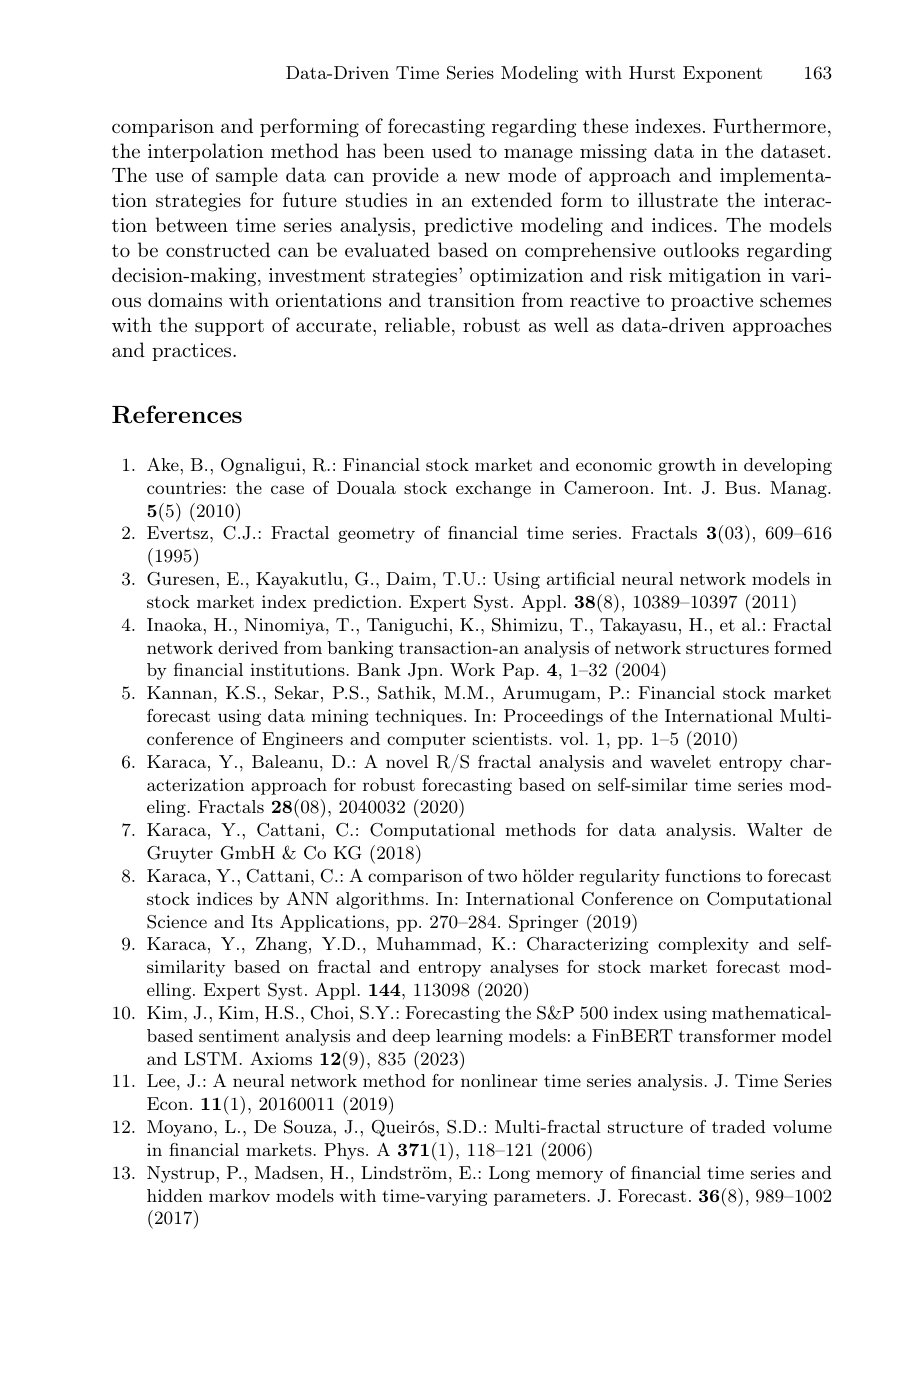 Data-Driven Time Series Modeling with Hurst Exponent 163
comparison and performing of forecasting regarding these indexes. Furthermore,
the interpolation method has been used to manage missing data in the dataset.
The use of sample data can provide a new mode of approach and implementa-
tion strategies for future studies in an extended form to illustrate the interac-
tion between time series analysis, predictive modeling and indices. The models
to be constructed can be evaluated based on comprehensive outlooks regarding
decision-making, investment strategies' optimization and risk mitigation in vari-
ous domains with orientations and transition from reactive to proactive schemes
with the support of accurate, reliable, robust as well as data-driven approaches
and practices.
References
1. Ake, B., Ognaligui, R.: Financial stock market and economic growth in developing
countries: the case of Douala stock exchange in Cameroon. Int. J. Bus. Manag.
5(5) (2010)
2. Evertsz, C.J.: Fractal geometry of financial time series. Fractals 3(03), 609–616
(1995)
3. Guresen, E., Kayakutlu, G., Daim, T.U.: Using artificial neural network models in
stock market index prediction. Expert Syst. Appl. 38(8), 10389–10397 (2011)
4. Inaoka, H., Ninomiya, T., Taniguchi, K., Shimizu, T., Takayasu, H., et al.: Fractal
network derived from banking transaction-an analysis of network structures formed
by financial institutions. Bank Jpn. Work Pap. 4, 1–32 (2004)
5. Kannan, K.S., Sekar, P.S., Sathik, M.M., Arumugam, P.: Financial stock market
forecast using data mining techniques. In: Proceedings of the International Multi-
conference of Engineers and computer scientists. vol. 1, pp. 1–5 (2010)
6. Karaca, Y., Baleanu, D.: A novel R/S fractal analysis and wavelet entropy char-
acterization approach for robust forecasting based on self-similar time series mod-
eling. Fractals 28(08), 2040032 (2020)
7. Karaca, Y., Cattani, C.: Computational methods for data analysis. Walter de
Gruyter GmbH & Co KG (2018)
8. Karaca, Y., Cattani, C.: A comparison of two hölder regularity functions to forecast
stock indices by ANN algorithms. In: International Conference on Computational
Science and Its Applications, pp. 270–284. Springer (2019)
9. Karaca, Y., Zhang, Y.D., Muhammad, K.: Characterizing complexity and self-
similarity based on fractal and entropy analyses for stock market forecast mod-
elling. Expert Syst. Appl. 144, 113098 (2020)
10. Kim, J., Kim, H.S., Choi, S.Y.: Forecasting the S&P 500 index using mathematical-
based sentiment analysis and deep learning models: a FinBERT transformer model
and LSTM. Axioms 12(9), 835 (2023)
11. Lee, J.: A neural network method for nonlinear time series analysis. J. Time Series
Econ. 11(1), 20160011 (2019)
12. Moyano, L., De Souza, J., Queirós, S.D.: Multi-fractal structure of traded volume
in financial markets. Phys. A 371(1), 118–121 (2006)
13. Nystrup, P., Madsen, H., Lindström, E.: Long memory of financial time series and
hidden markov models with time-varying parameters. J. Forecast. 36(8), 989–1002
(2017)